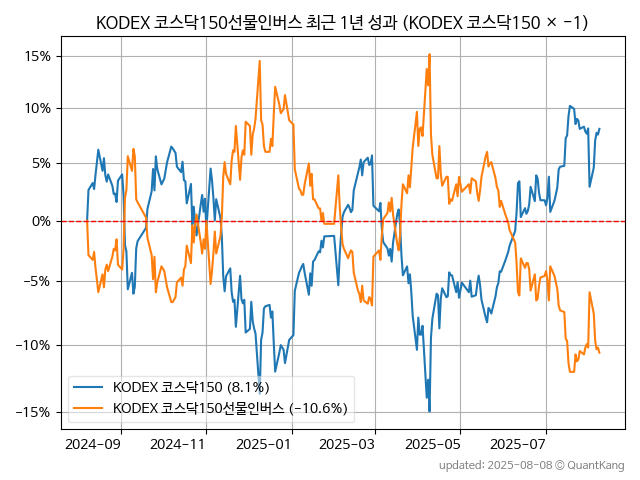 KODEX 코스닥150선물인버스 최근 1년 성과 (KODEX 코스닥150 × −1)
15%
10%
5%
0%
−5%
−10%
−15%
KODEX 코스닥150 (8.1%)
KODEX 코스닥150선물인버스 (−10.6%)
2024-09 2024-11 2025-01 2025-03 2025-05 2025-07
updated: 2025-08-08 © QuantKang